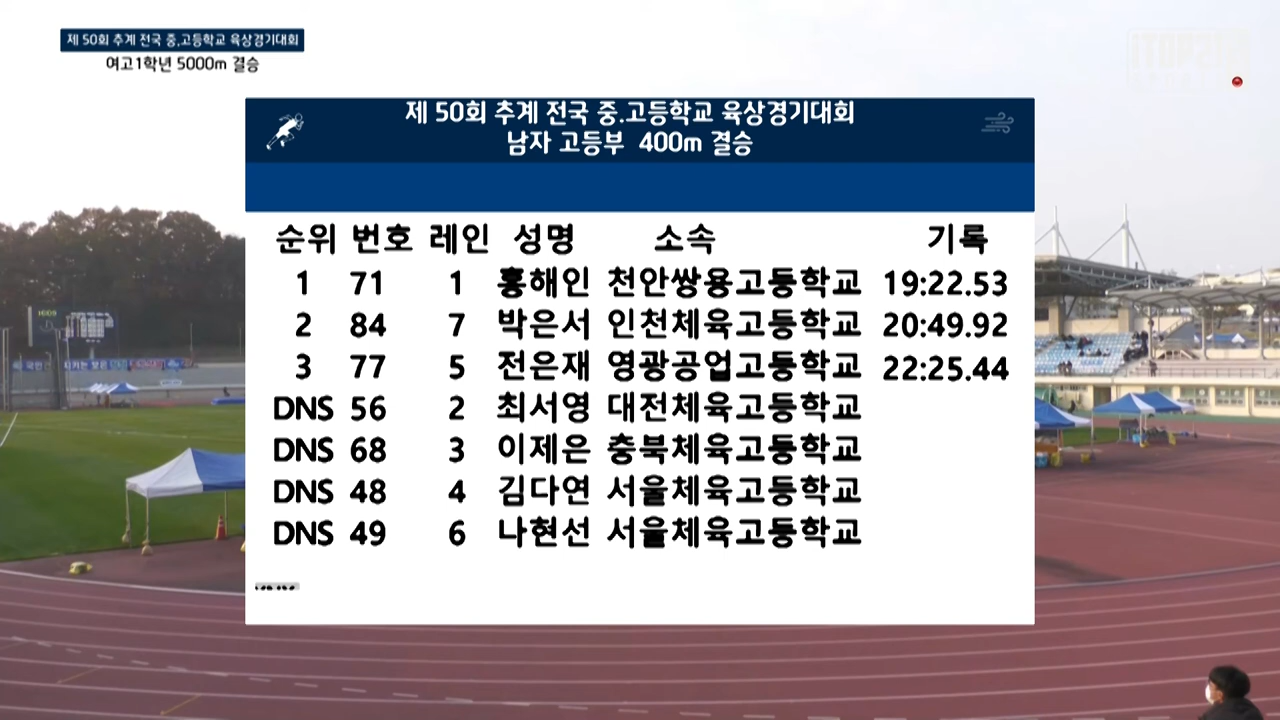 제 50회 추계 전국 중.고등학교 육상경기대회
여고1학년 5000m 결승
제 50회 추계 전국 중.고등학교 육상경기대회
남자 고등부 400m 결승
순위 번호 레인 성명 소속 기록
1 71 1 홍해인 천안쌍용고등학교 19:22.53
2 84 7 박은서 인천체육고등학교 20:49.92
3 77 5 전은재 영광공업고등학교 22:25.44
DNS 56 2 최서영 대전체육고등학교
DNS 68 3 이제은 충북체육고등학교
DNS 48 4 김다연 서울체육고등학교
DNS 49 6 나현선 서울체육고등학교